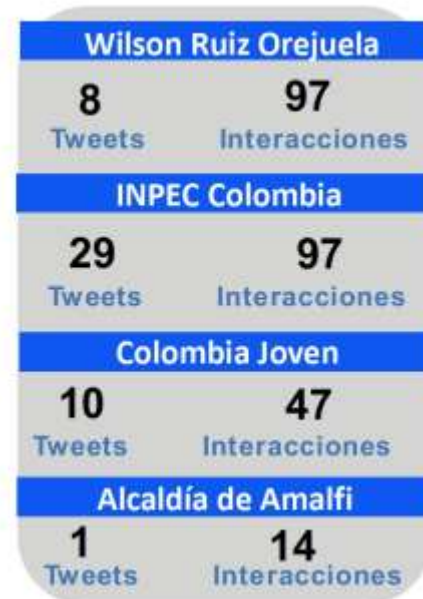 Wilson Ruiz Orejuela
8 97
Tweets Interacciones
INPEC Colombia
29 97
Tweets Interacciones
Colombia Joven
10 47
Tweets Interacciones
Alcaldía de Amalfi
1 14
Tweets Interacciones